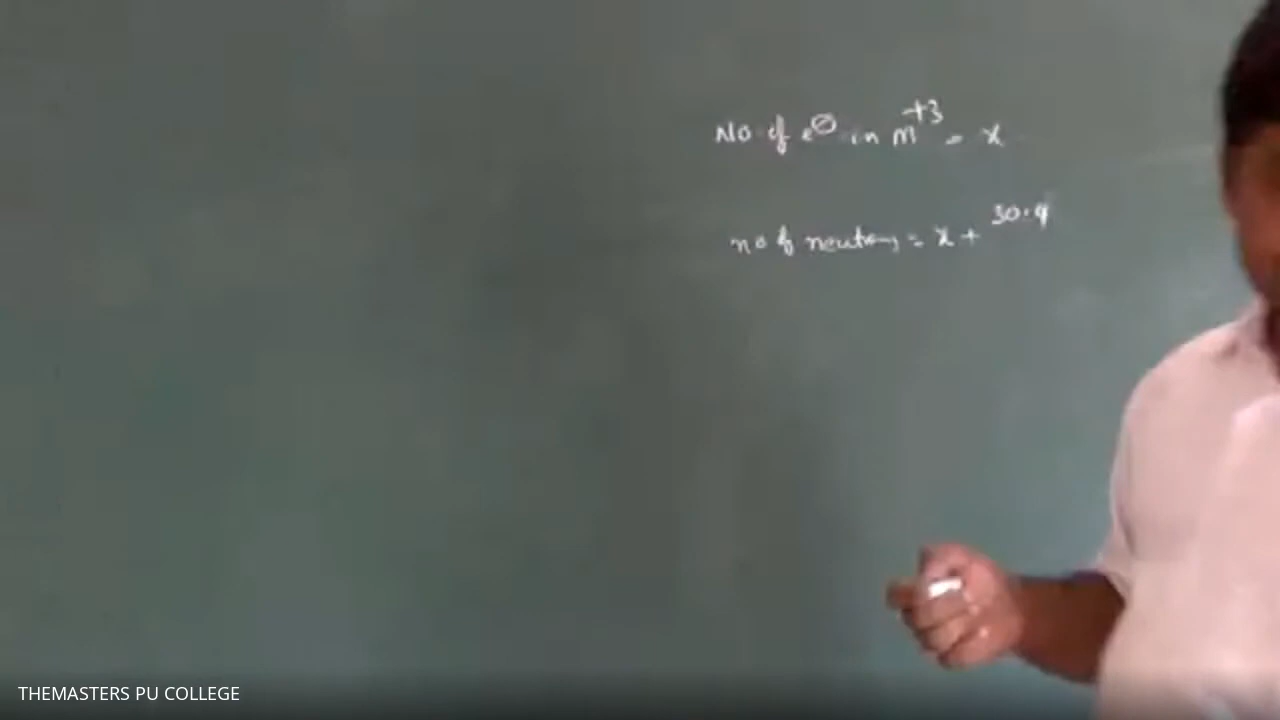 No of e⊖ in m+3 = x
no of neutrons = x + 30.4
THEMASTERS PU COLLEGE